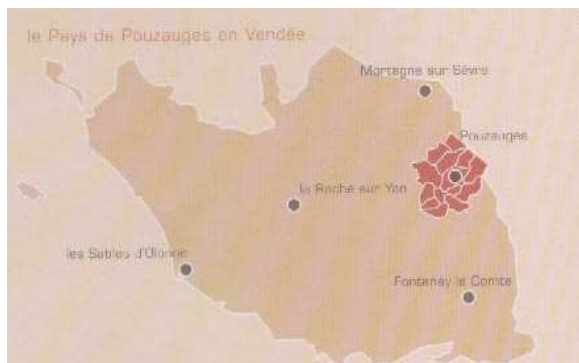 le Pays de Pouzauges en Vendée
Mortagne sur Sèvre
Pouzauges
la Roche sur Yon
les Sables d'Olonne
Fontenay le Comte